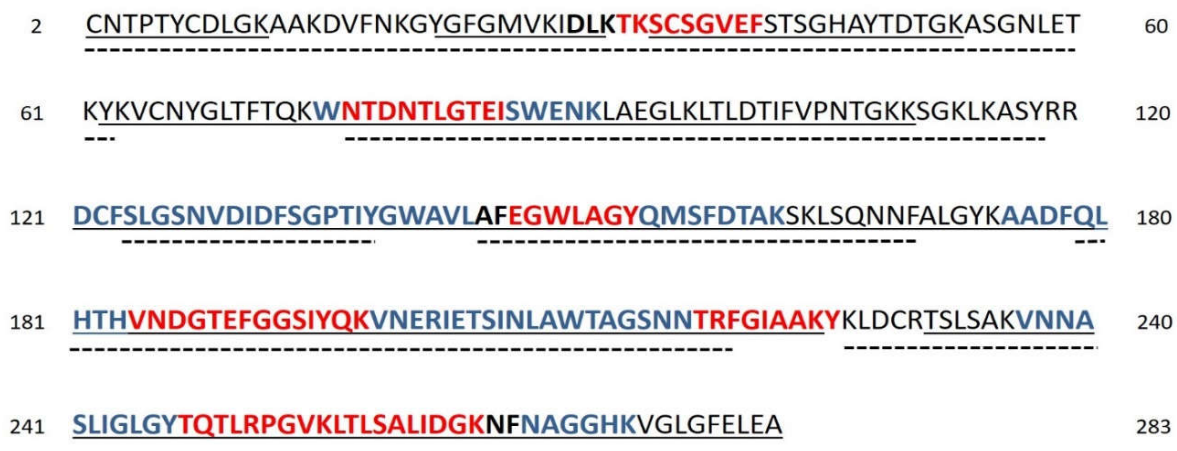 2 CNTPTYCDLGKAAKDVFNKGYGFGMVKIDLKTKSCSGVEFSTSGHAYTDTGKASGNLET 60
61 KYKVCNYGLTFTQKWNTDNTLGTEISWENKLAEGLKLTLDTIFVPNTGKKSGKLKASYRR 120
121 DCFSLGSNVDIDFSGPTIYGWAVLAFEGWLAGYQMSFDTAKSKLSQNNFALGYKAADFQL 180
181 HTHVNDGTEFGGSIYQKVNERIETSINLAWTAGSNNTRFGIAAKYKLDCRTSLSAKVNNA 240
241 SLIGLGYTQTLRPGVKLTLSALIDGKNFNAGGHKVGLGFELEA 283